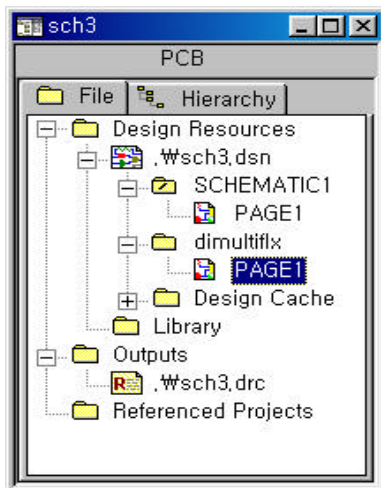 sch3
PCB
File Hierarchy
Design Resources
.₩sch3.dsn
SCHEMATIC1
PAGE1
dimultiflx
PAGE1
Design Cache
Library
Outputs
.₩sch3.drc
Referenced Projects